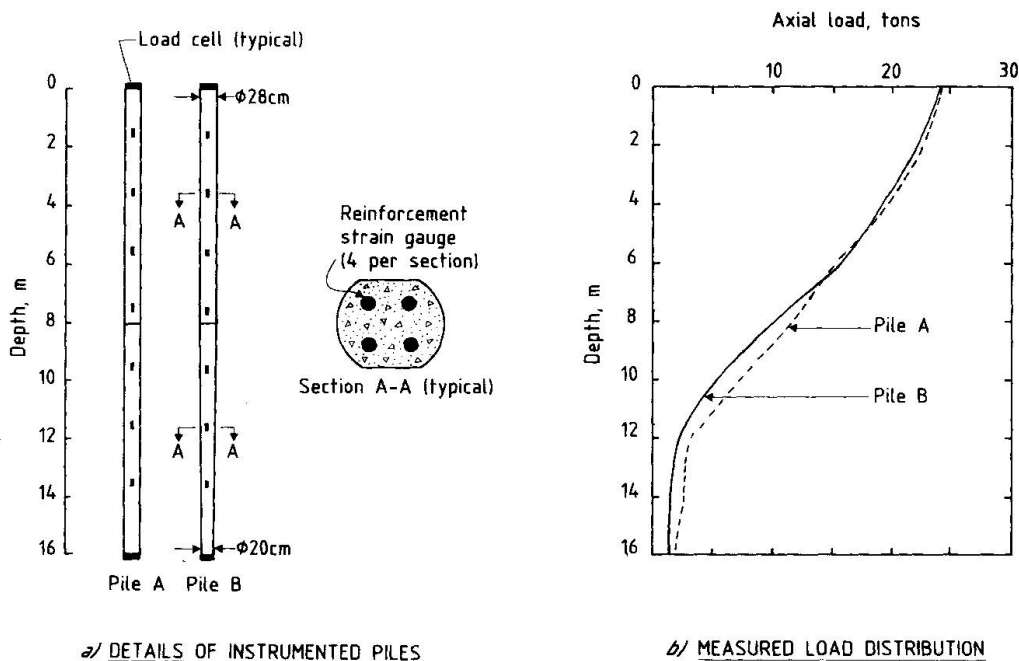 Load cell (typical)
0
2
4
6
8
10
12
14
16
Depth, m
ϕ28cm
A
A
A
A
ϕ20cm
Pile A
Pile B
Reinforcement
strain gauge
(4 per section)
Section A-A (typical)
a) DETAILS OF INSTRUMENTED PILES
Axial load, tons
10
20
30
0
2
4
6
8
10
12
14
16
Depth, m
Pile A
Pile B
b) MEASURED LOAD DISTRIBUTION